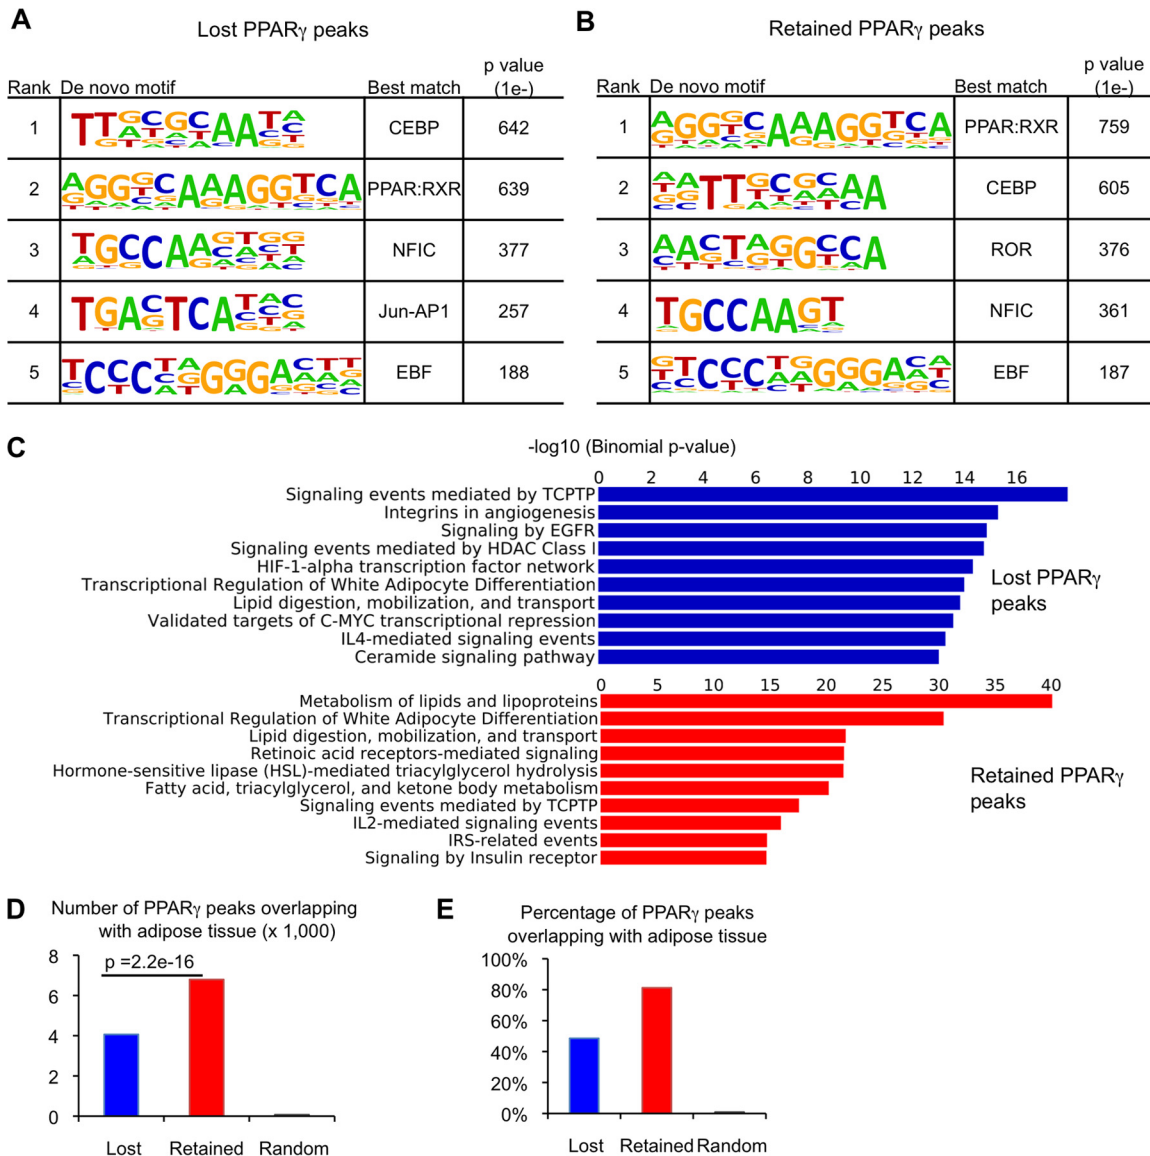 A
Lost PPARγ peaks
Rank De novo motif Best match p value (1e-)
1 CEBP 642
2 PPAR:RXR 639
3 NFIC 377
4 Jun-AP1 257
5 EBF 188
B
Retained PPARγ peaks
Rank De novo motif Best match p value (1e-)
1 PPAR:RXR 759
2 CEBP 605
3 ROR 376
4 NFIC 361
5 EBF 187
C
-log10 (Binomial p-value)
0 2 4 6 8 10 12 14 16
Signaling events mediated by TCPTP
Integrins in angiogenesis
Signaling by EGFR
Signaling events mediated by HDAC Class I
HIF-1-alpha transcription factor network
Transcriptional Regulation of White Adipocyte Differentiation
Lipid digestion, mobilization, and transport
Validated targets of C-MYC transcriptional repression
IL4-mediated signaling events
Ceramide signaling pathway
Lost PPARγ
peaks
0 5 10 15 20 25 30 35 40
Metabolism of lipids and lipoproteins
Transcriptional Regulation of White Adipocyte Differentiation
Lipid digestion, mobilization, and transport
Retinoic acid receptors-mediated signaling
Hormone-sensitive lipase (HSL)-mediated triacylglycerol hydrolysis
Fatty acid, triacylglycerol, and ketone body metabolism
Signaling events mediated by TCPTP
IL2-mediated signaling events
IRS-related events
Signaling by Insulin receptor
Retained PPARγ
peaks
D
Number of PPARγ peaks overlapping
with adipose tissue (x 1,000)
p =2.2e-16
8
6
4
2
0
Lost Retained Random
E
Percentage of PPARγ peaks
overlapping with adipose tissue
100%
80%
60%
40%
20%
0%
Lost Retained Random